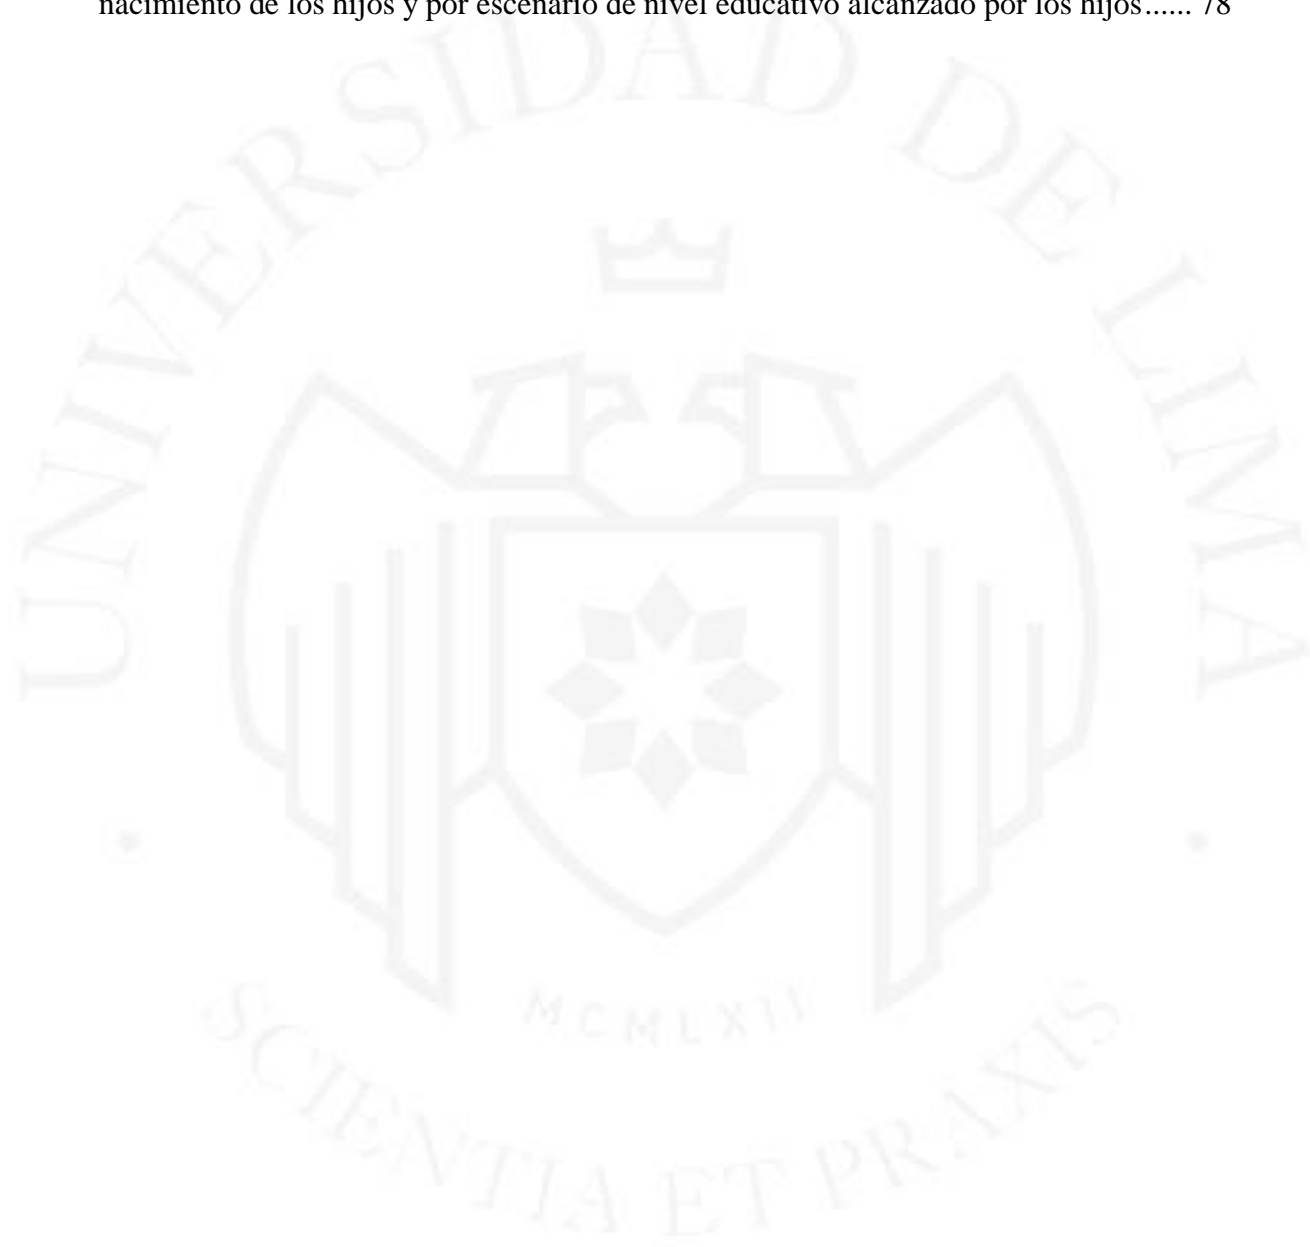 nacimiento de los hijos y por escenario de nivel educativo alcanzado por los hijos...... 78
UNIVERSIDAD DE LIMA
MCMLXII
SCIENTIA ET PRAXIS